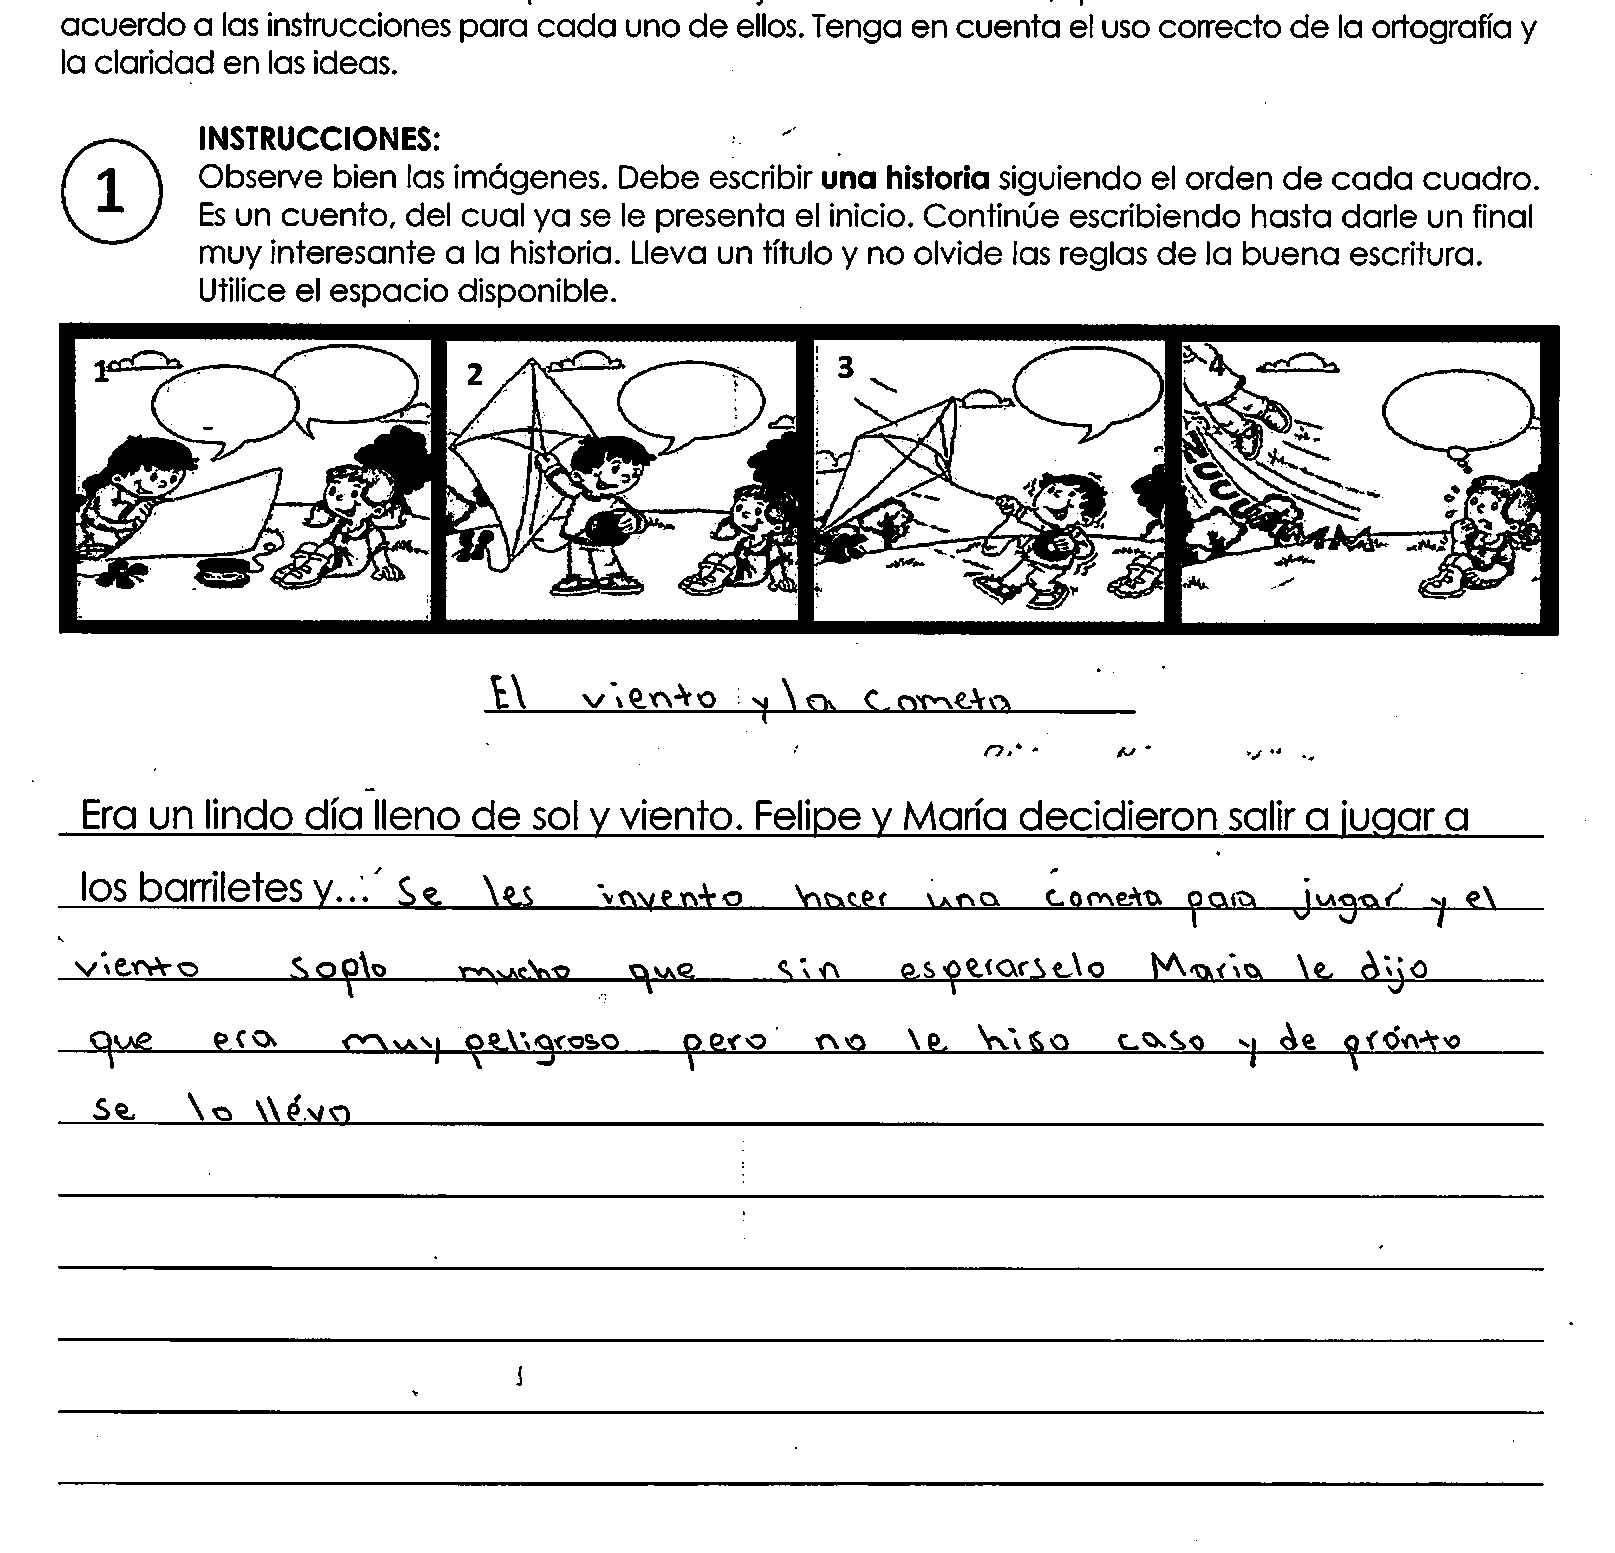 acuerdo a las instrucciones para cada uno de ellos. Tenga en cuenta el uso correcto de la ortografía y
la claridad en las ideas.
1
INSTRUCCIONES:
Observe bien las imágenes. Debe escribir una historia siguiendo el orden de cada cuadro.
Es un cuento, del cual ya se le presenta el inicio. Continúe escribiendo hasta darle un final
muy interesante a la historia. Lleva un título y no olvide las reglas de la buena escritura.
Utilice el espacio disponible.
1 2 3 4
El viento y la cometa
Era un lindo día lleno de sol y viento. Felipe y María decidieron salir a jugar a
los barriletes y... Se les invento hacer una cometa para jugar y el
viento soplo mucho que sin esperarselo Maria le dijo
que era muy peligroso pero no le hiso caso y de pronto
se lo llévo